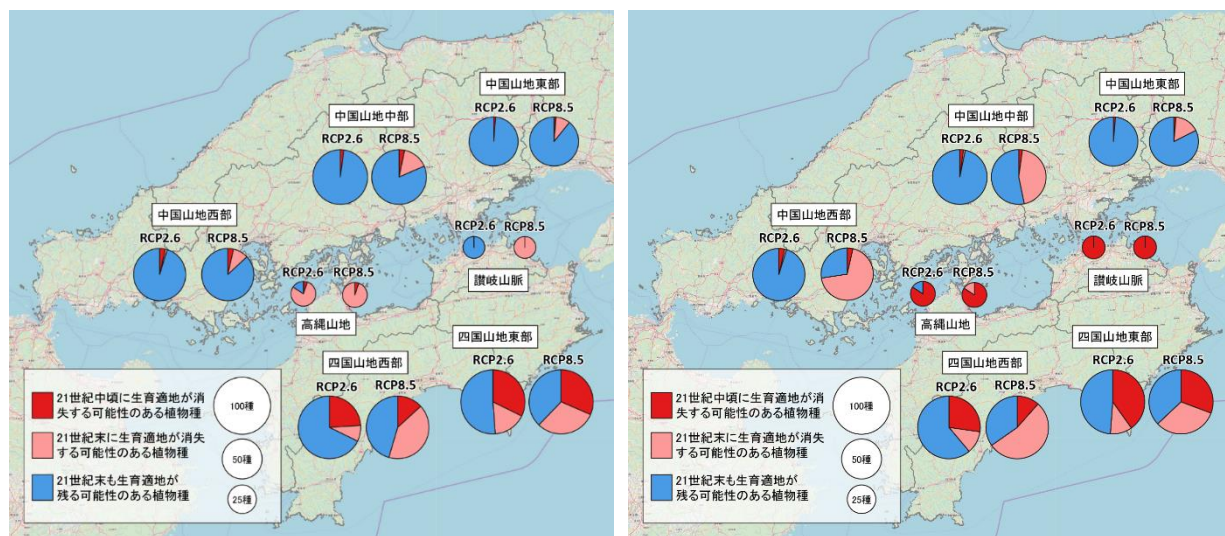 中国山地東部
RCP2.6 RCP8.5
中国山地中部
RCP2.6 RCP8.5
中国山地西部
RCP2.6 RCP8.5
RCP2.6 RCP8.5
讃岐山脈
RCP2.6 RCP8.5
高縄山地
四国山地東部
RCP2.6 RCP8.5
四国山地西部
RCP2.6 RCP8.5
21世紀中頃に生育適地が消
失する可能性のある植物種
21世紀末に生育適地が消失
する可能性のある植物種
21世紀末も生育適地が
残る可能性のある植物種
100種
50種
25種
中国山地東部
RCP2.6 RCP8.5
中国山地中部
RCP2.6 RCP8.5
中国山地西部
RCP2.6 RCP8.5
RCP2.6 RCP8.5
讃岐山脈
RCP2.6 RCP8.5
高縄山地
四国山地東部
RCP2.6 RCP8.5
四国山地西部
RCP2.6 RCP8.5
21世紀中頃に生育適地が消
失する可能性のある植物種
21世紀末に生育適地が消失
する可能性のある植物種
21世紀末も生育適地が
残る可能性のある植物種
100種
50種
25種